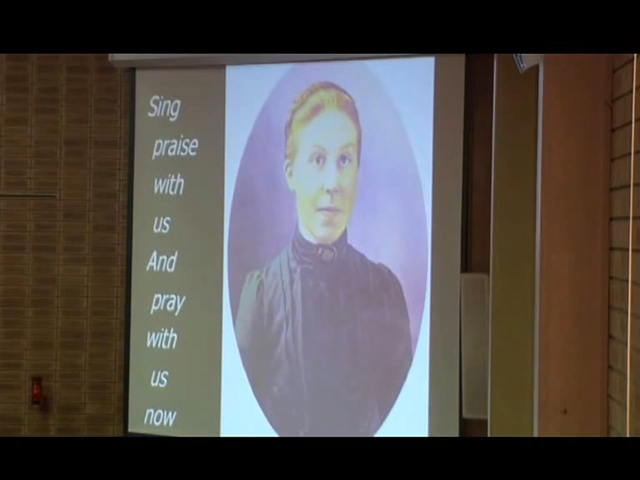 Sing
praise
with
us
And
pray
with
us
now